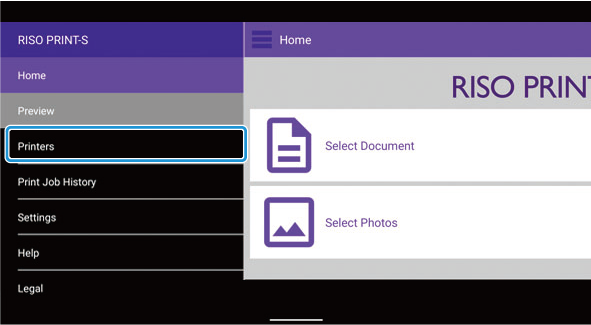 RISO PRINT-S
Home
Preview
Printers
Print Job History
Settings
Help
Legal
Home
RISO PRINT
Select Document
Select Photos